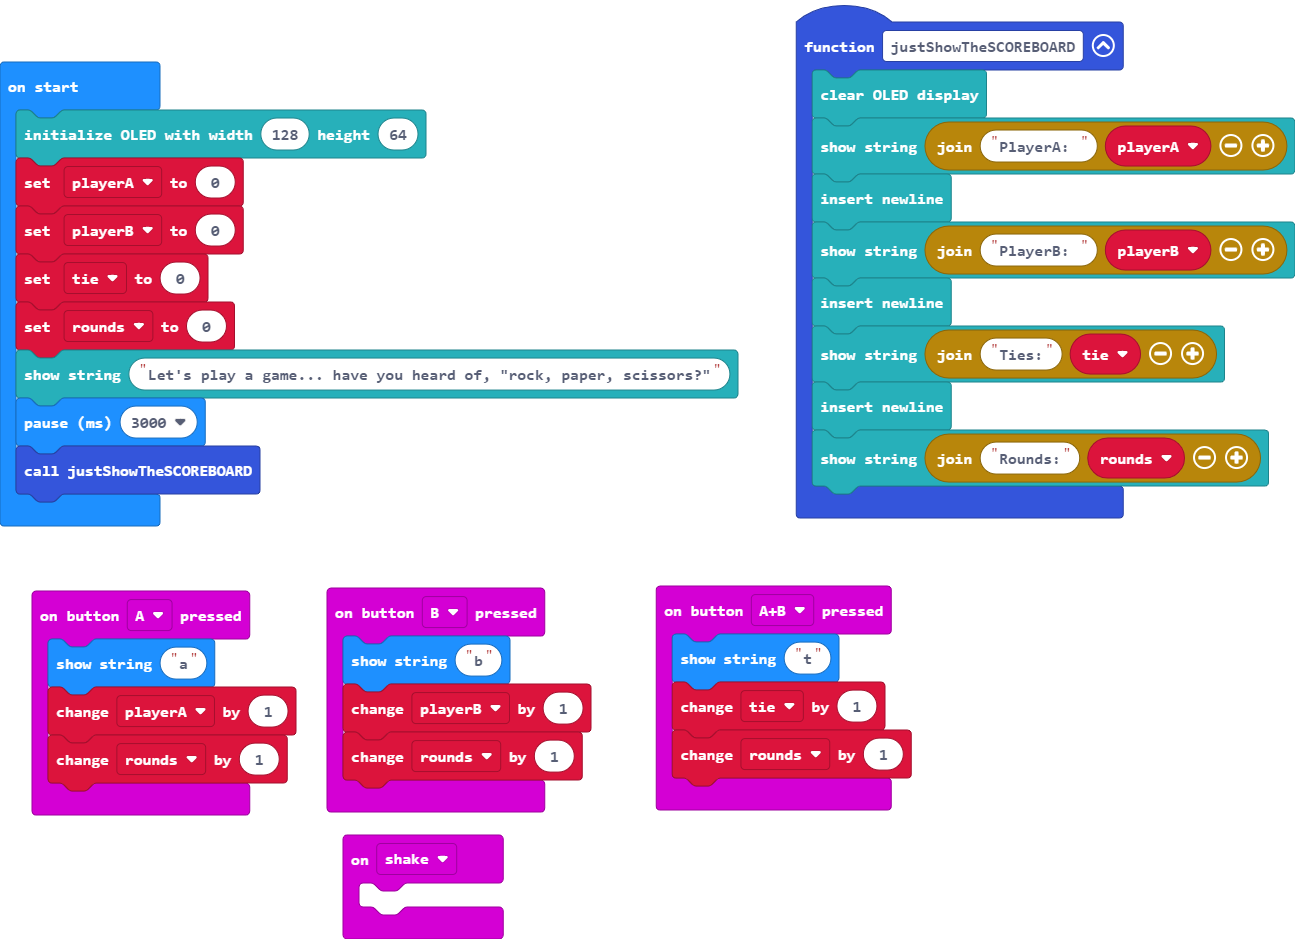 on start
initialize OLED with width 128 height 64
set playerA to 0
set playerB to 0
set tie to 0
set rounds to 0
show string "Let's play a game... have you heard of, "rock, paper, scissors?""
pause (ms) 3000
call justShowTheSCOREBOARD
function justShowTheSCOREBOARD
clear OLED display
show string join "PlayerA: " playerA
insert newline
show string join "PlayerB: " playerB
insert newline
show string join "Ties:" tie
insert newline
show string join "Rounds:" rounds
on button A pressed
show string "a"
change playerA by 1
change rounds by 1
on button B pressed
show string "b"
change playerB by 1
change rounds by 1
on button A+B pressed
show string "t"
change tie by 1
change rounds by 1
on shake